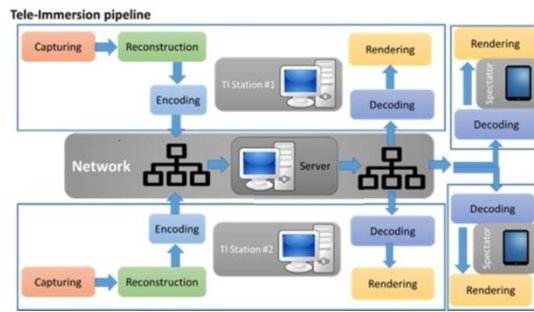 Tele-Immersion pipeline
Capturing
Reconstruction
Rendering
Rendering
TI Station #1
Spectator
Encoding
Decoding
Decoding
Network
Server
Encoding
TI Station #2
Decoding
Decoding
Spectator
Capturing
Reconstruction
Rendering
Rendering